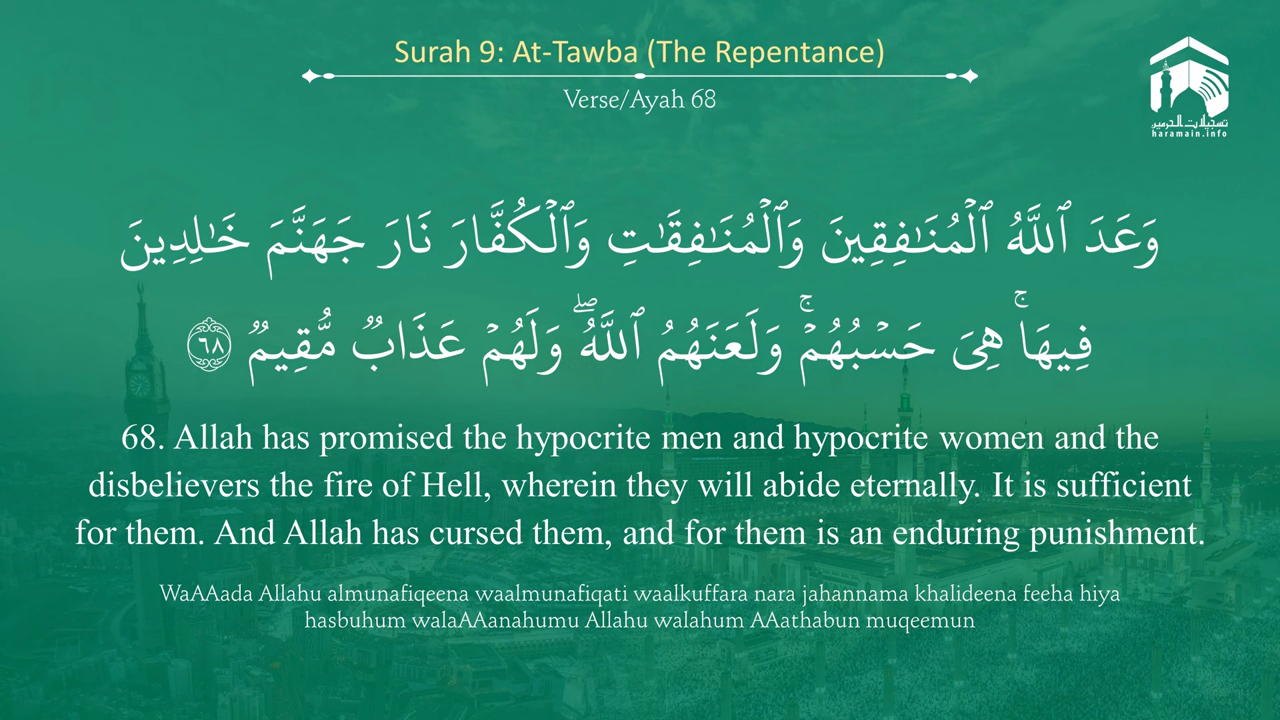 Surah 9: At-Tawba (The Repentance)
Verse/Ayah 68
تسجيلات الحرمين
haramain.info
وَعَدَ ٱللَّهُ ٱلْمُنَـٰفِقِينَ وَٱلْمُنَـٰفِقَـٰتِ وَٱلْكُفَّارَ نَارَ جَهَنَّمَ خَـٰلِدِينَ
فِيهَا ۚ هِىَ حَسْبُهُمْ ۚ وَلَعَنَهُمُ ٱللَّهُ ۖ وَلَهُمْ عَذَابٌ مُّقِيمٌ ٦٨
68. Allah has promised the hypocrite men and hypocrite women and the
disbelievers the fire of Hell, wherein they will abide eternally. It is sufficient
for them. And Allah has cursed them, and for them is an enduring punishment.
WaAAada Allahu almunafiqeena waalmunafiqati waalkuffara nara jahannama khalideena feeha hiya
hasbuhum walaAAanahumu Allahu walahum AAathabun muqeemun